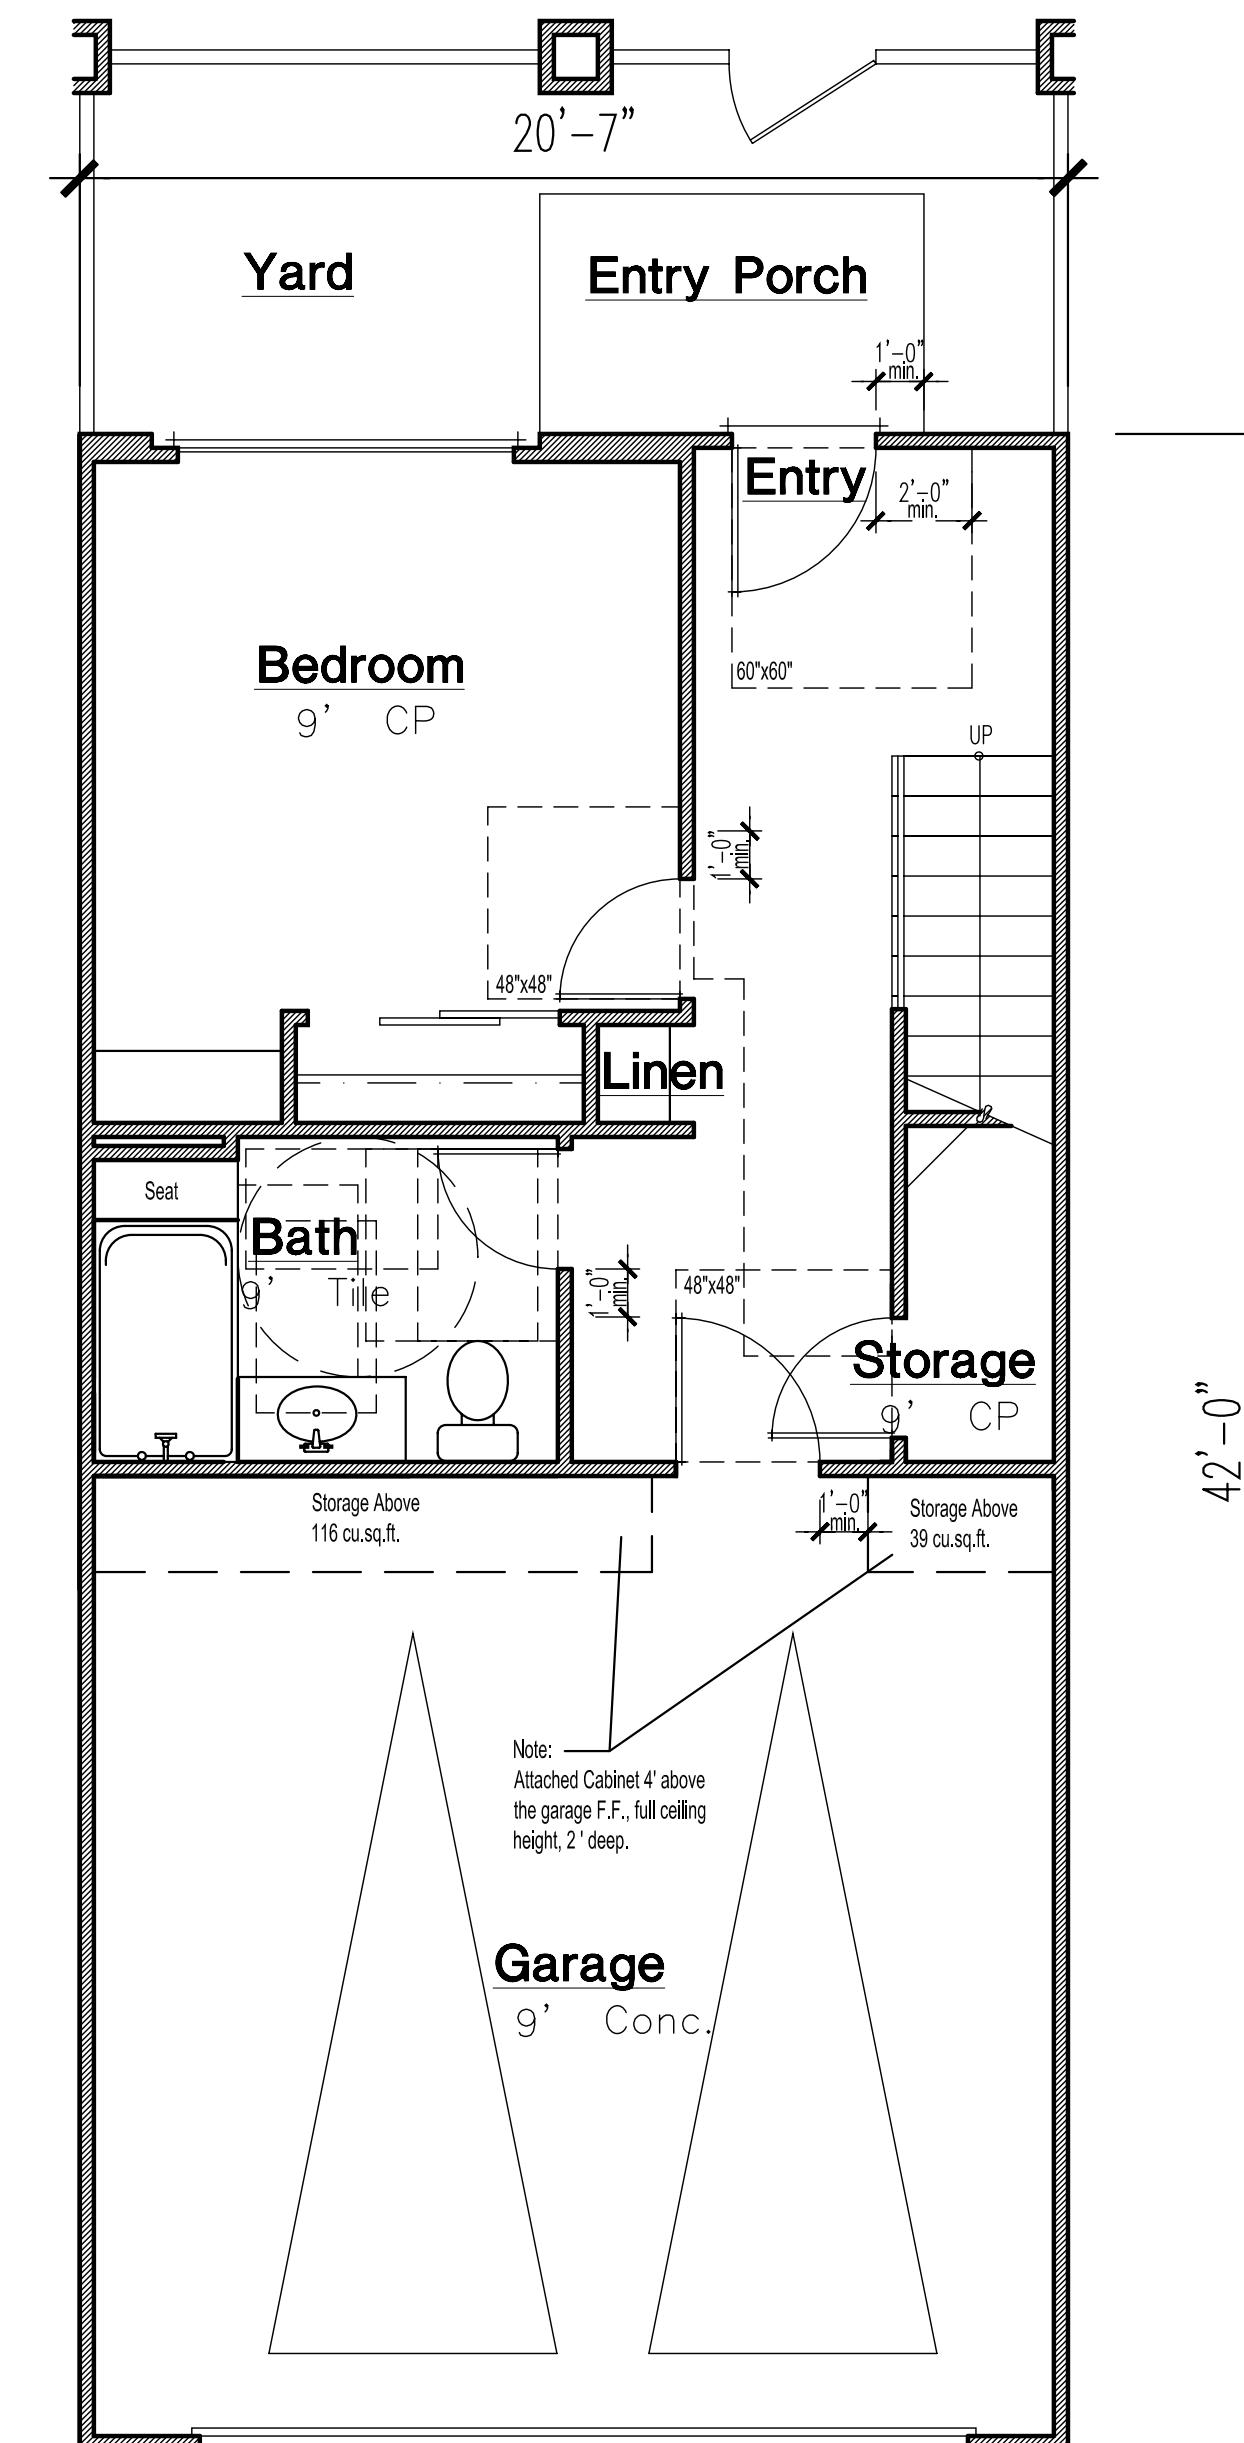 20'-7"
Yard
Entry Porch
1'-0"
min.
Entry
2'-0"
min.
60"x60"
Bedroom
9' CP
UP
1'-0"
min.
48"x48"
Linen
Seat
Bath
9' Tile
1'-0"
min.
48"x48"
Storage
9' CP
42'-0"
Storage Above
116 cu.sq.ft.
1'-0"
min.
Storage Above
39 cu.sq.ft.
Note:
Attached Cabinet 4' above
the garage F.F., full ceiling
height, 2 ' deep.
Garage
9' Conc.